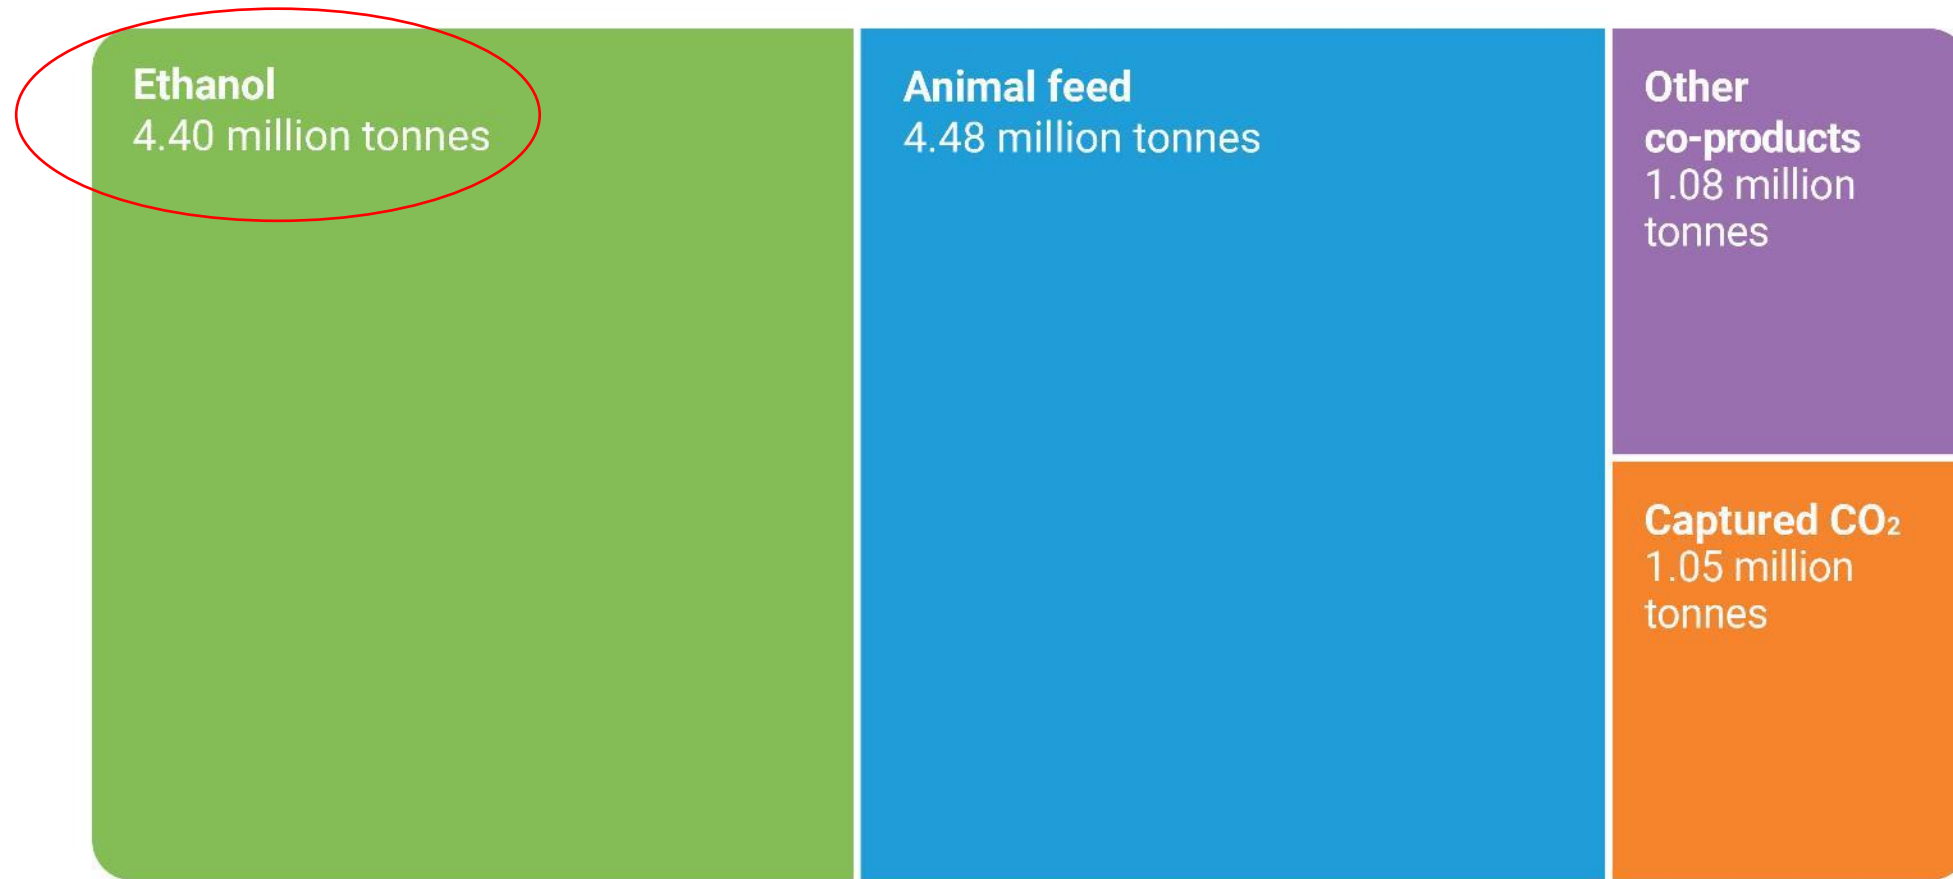 Ethanol
4.40 million tonnes
Animal feed
4.48 million tonnes
Other
co-products
1.08 million
tonnes
Captured CO₂
1.05 million
tonnes